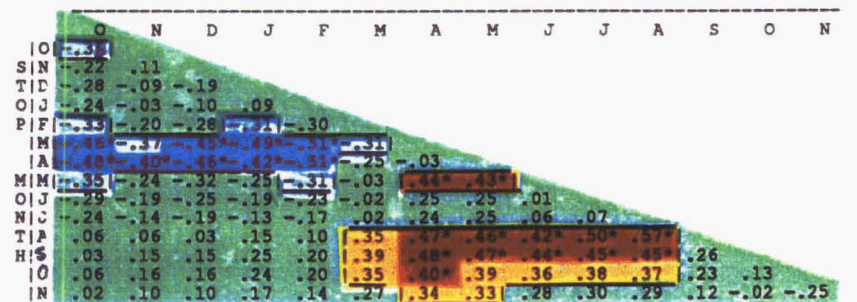 O N D J F M A M J J A S O N
|O|
S|N|-.22 .11
T|D|-.28 -.09 -.19
O|J|-.24 -.03 -.10 .09
P|F|-.33 -.20 -.28 -.31 -.30
|M|-.46* -.37 -.45* -.49* -.51* -.31
|A|-.48* -.40* -.46* -.42* -.51* -.25 -.03
M|M|-.35 -.24 -.32 -.25 -.31 -.03 .44* .43*
O|J|-.29 -.19 -.25 -.19 -.23 -.02 .25 .25 .01
N|J|-.24 -.14 -.19 -.13 -.17 -.02 .24 .25 .06 .07
T|A| .06 .06 .03 .15 .10 .35 .47* .46* .42* .50* .57*
H|S| .03 .15 .15 .25 .20 .39 .48* .47* .44* .45* .45* .26
|O| .06 .16 .16 .24 .20 .35 .40* .39 .36 .38 .37 .23 .13
|N| .02 .10 .10 .17 .14 .27 .34 .33 .28 .30 .29 .12 -.02 -.25